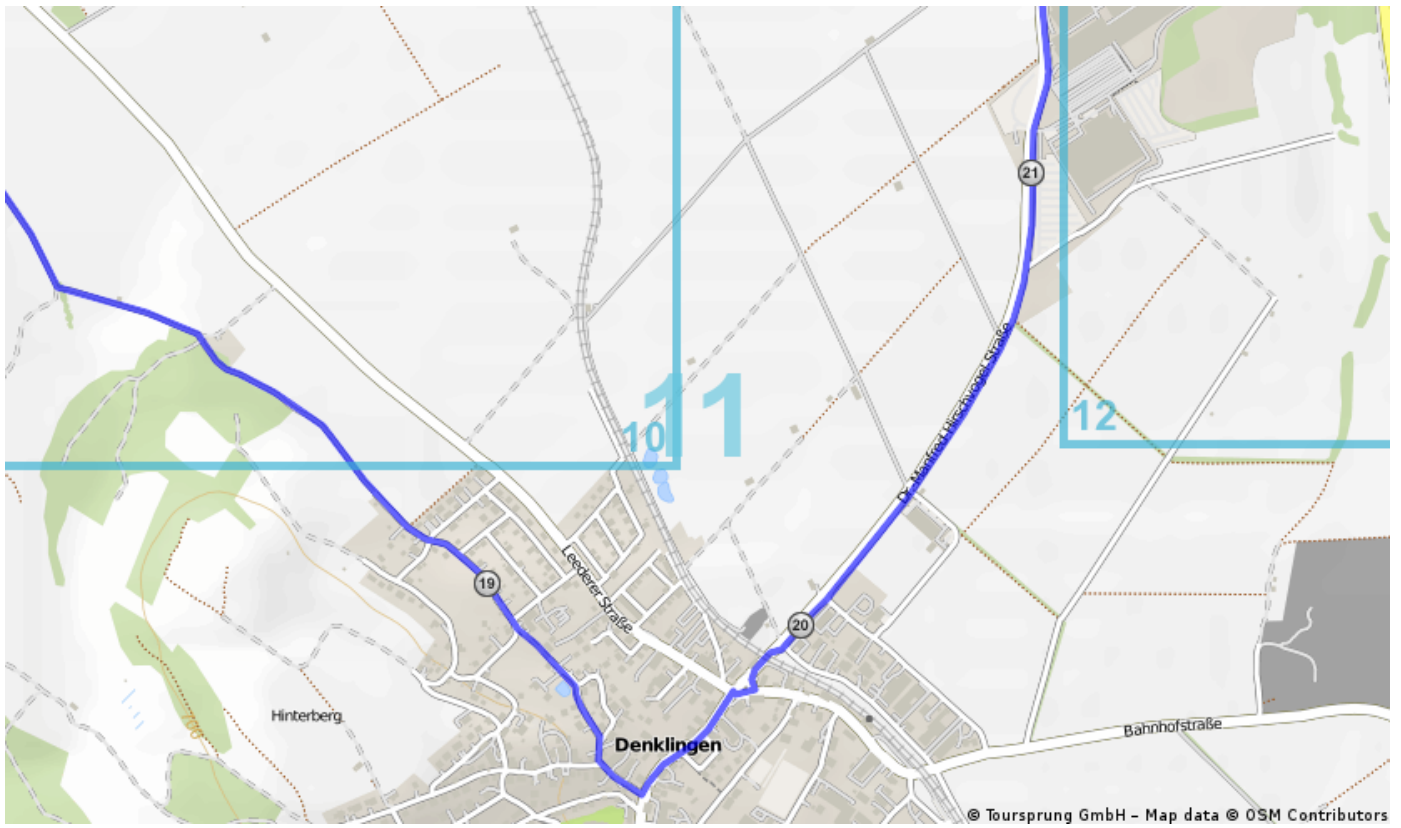 21
Dr.-Manfred-Hirschvogel-Straße
11
10
12
Leederer Straße
19
20
Hinterberg
700
Denklingen
Bahnhofstraße
© Toursprung GmbH – Map data © OSM Contributors